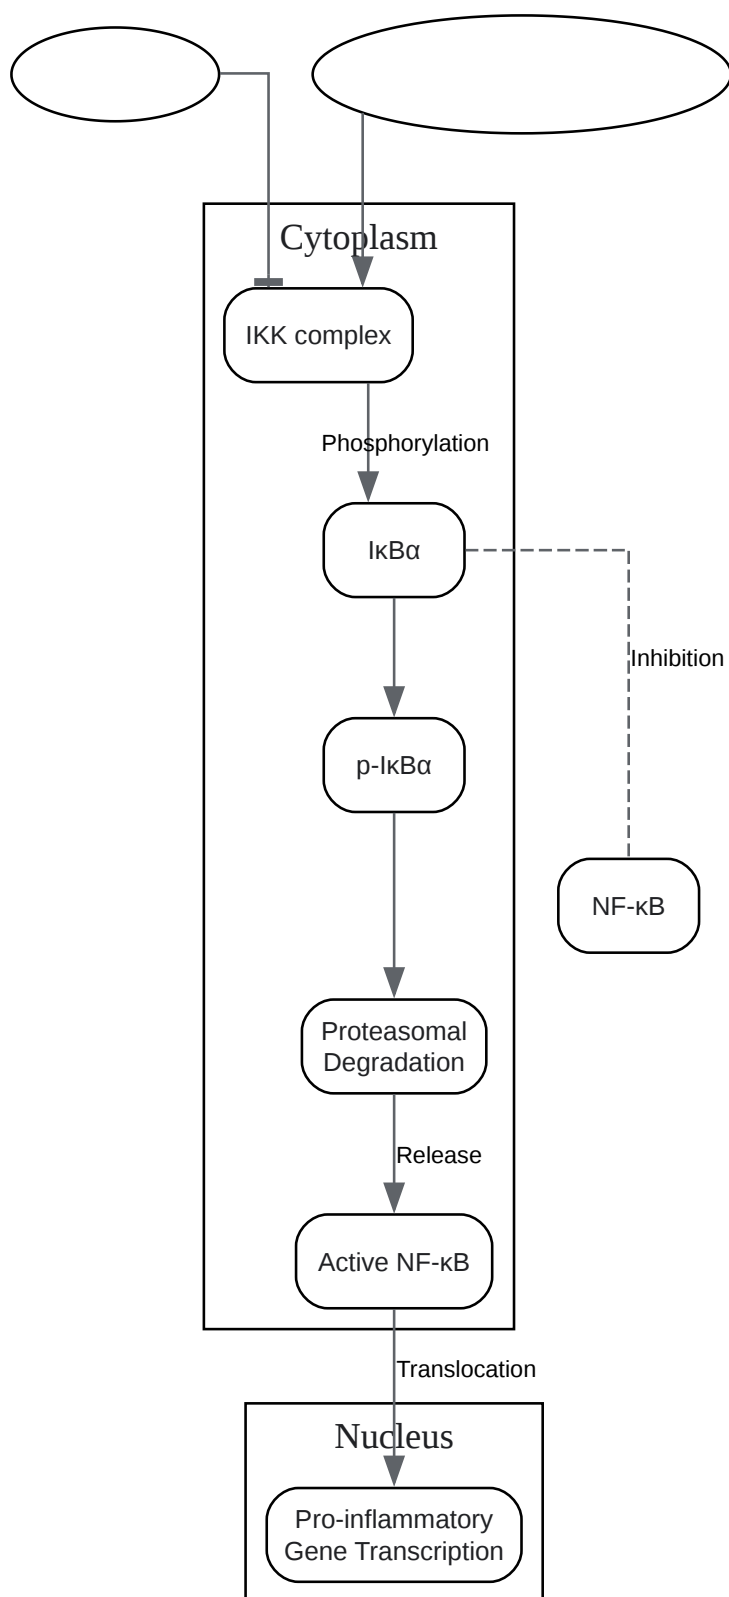 Cytoplasm
IKK complex
Phosphorylation
IκBα
Inhibition
p-IκBα
NF-κB
Proteasomal
Degradation
Release
Active NF-κB
Translocation
Nucleus
Pro-inflammatory
Gene Transcription